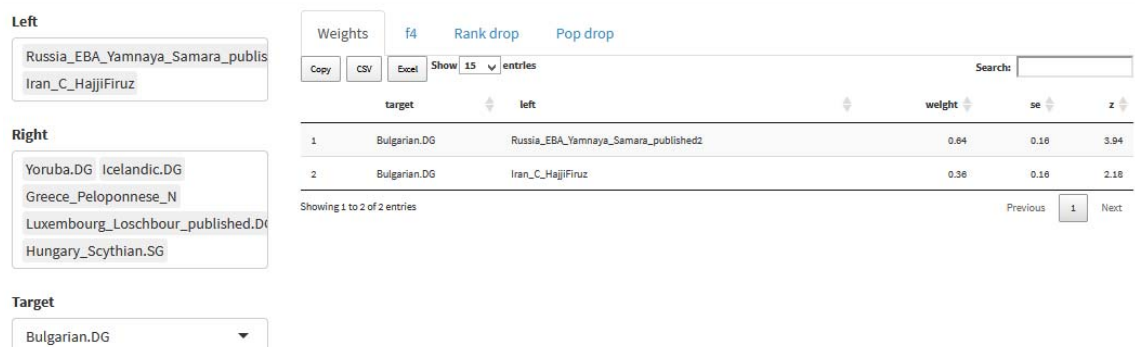 Left
Russia_EBA_Yamnaya_Samara_publis
Iran_C_HajjiFiruz
Right
Yoruba.DG Icelandic.DG
Greece_Peloponnese_N
Luxembourg_Loschbour_published.D
Hungary_Scythian.SG
Target
Bulgarian.DG
Weights f4 Rank drop Pop drop
Copy CSV Excel Show 15 entries Search:
target left weight se z
1 Bulgarian.DG Russia_EBA_Yamnaya_Samara_published2 0.64 0.16 3.94
2 Bulgarian.DG Iran_C_HajjiFiruz 0.36 0.16 2.18
Showing 1 to 2 of 2 entries Previous 1 Next